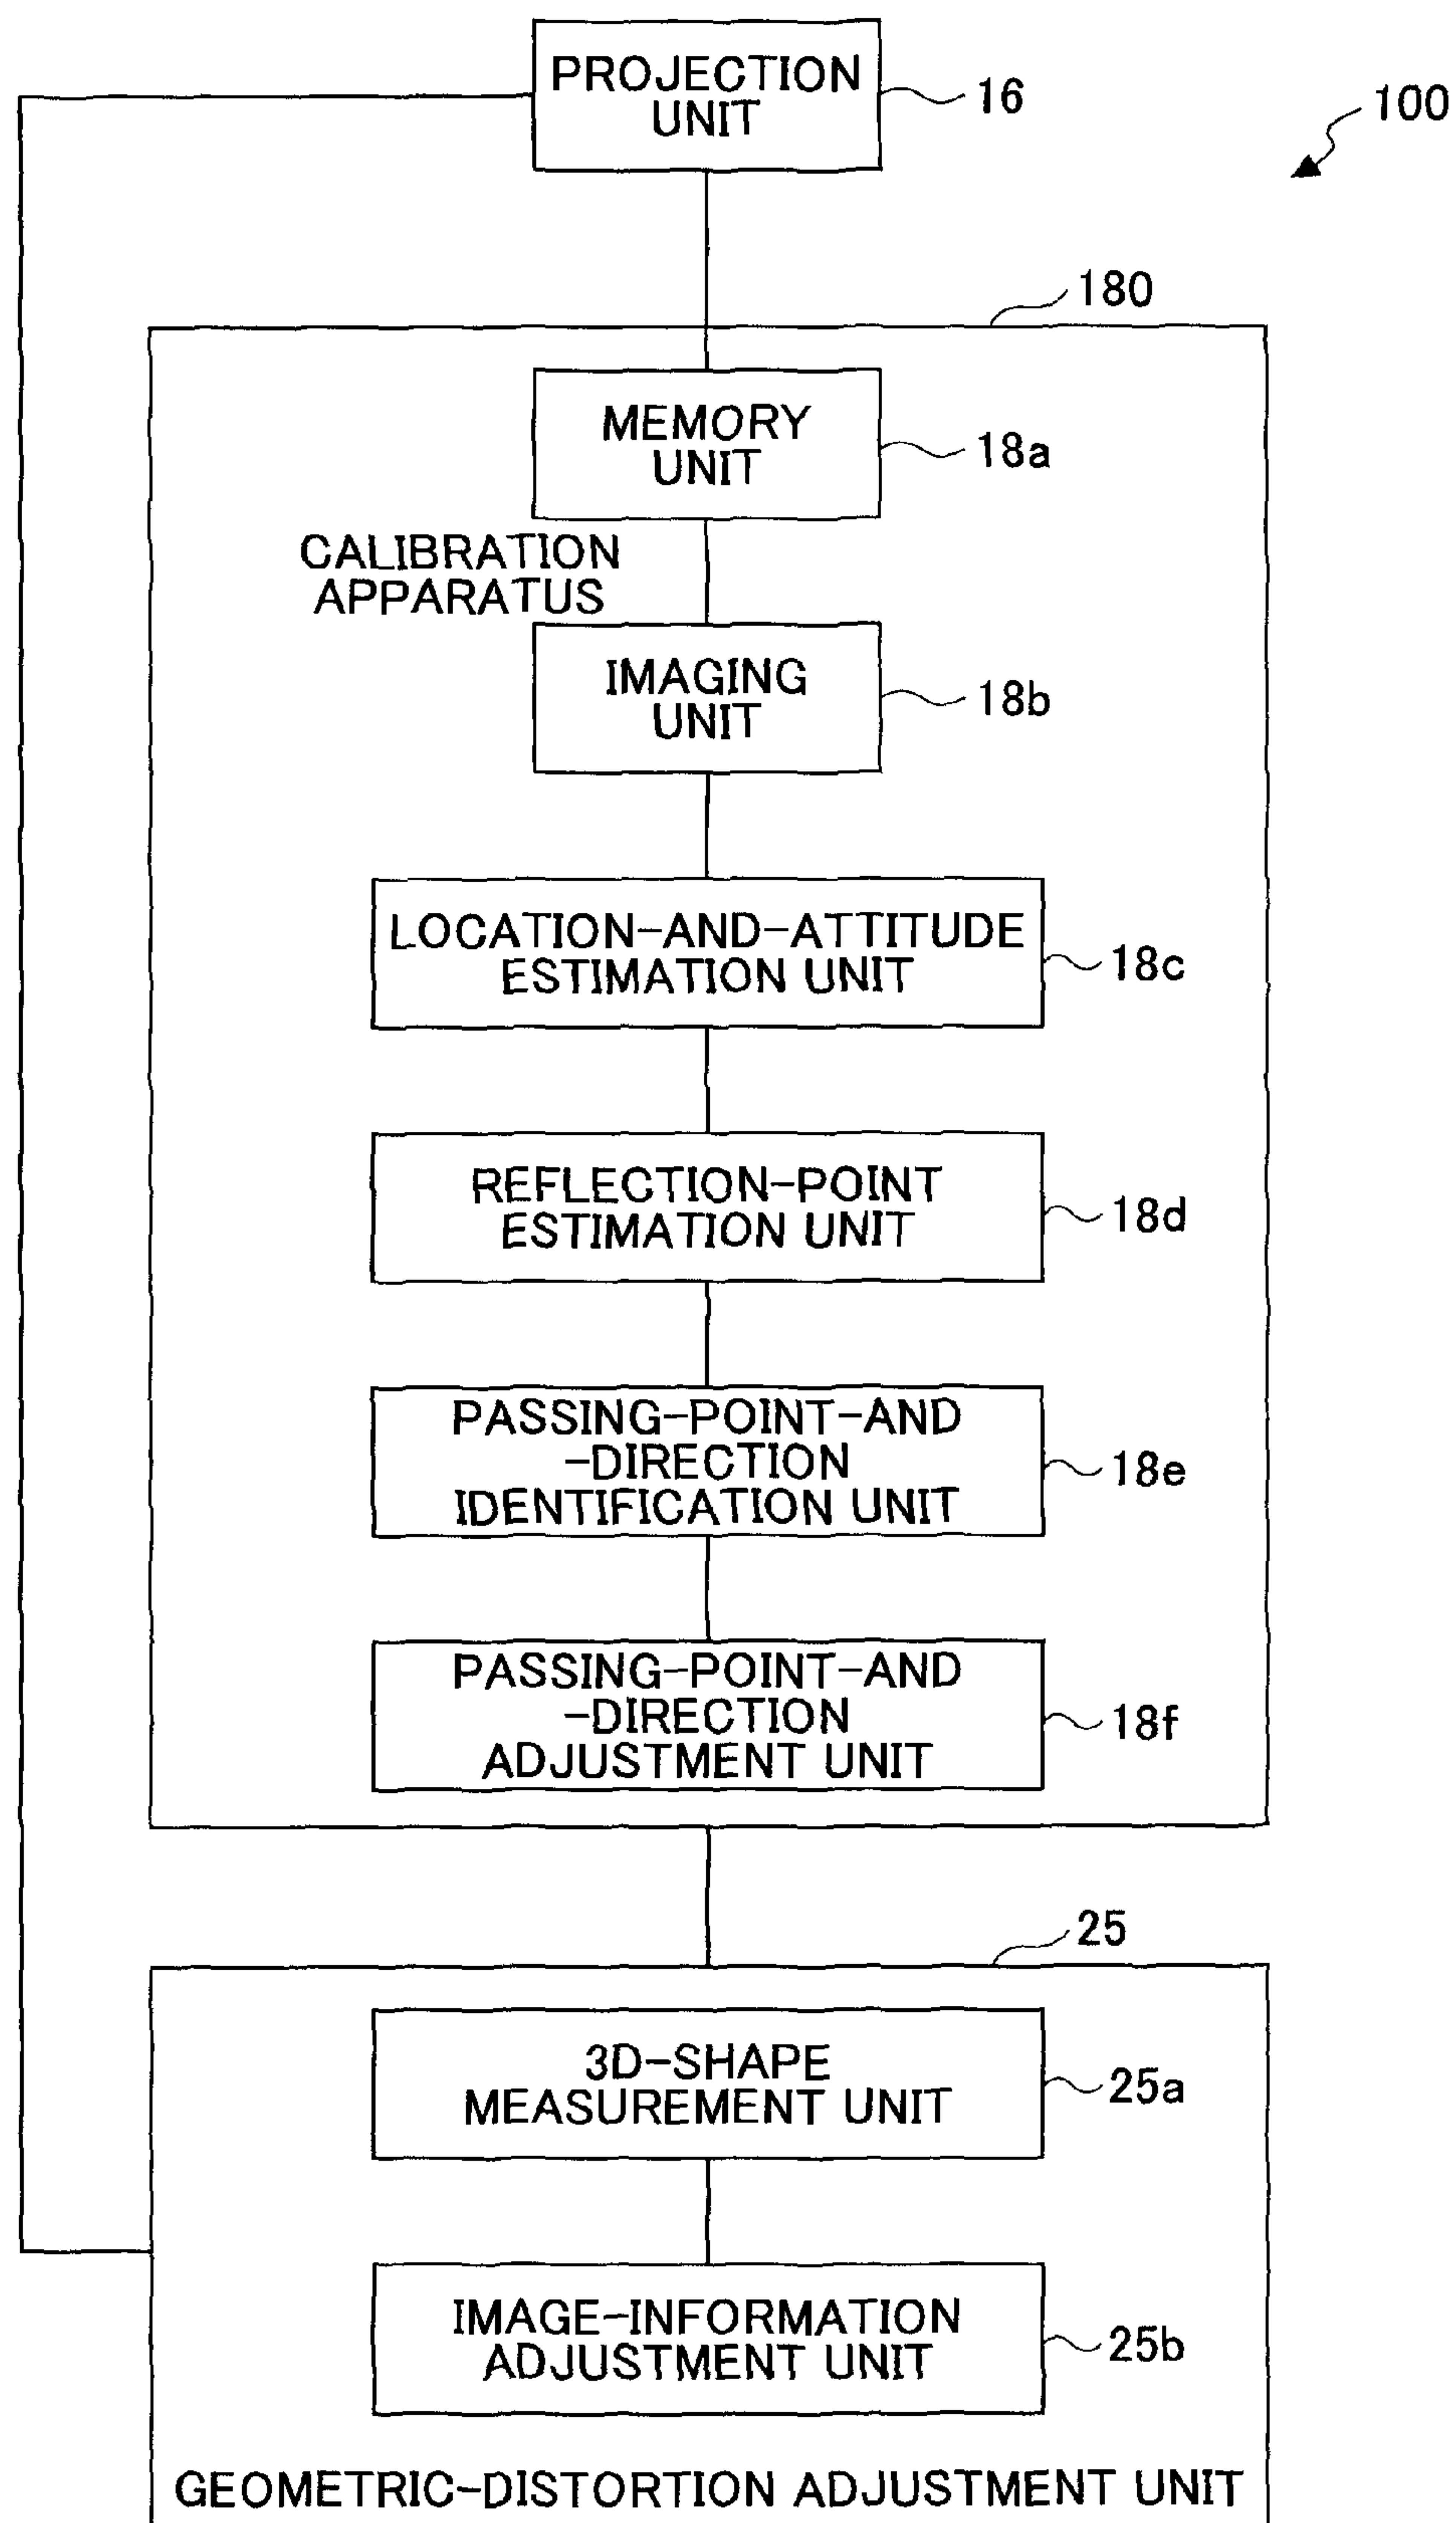 PROJECTION
UNIT
16
100
180
MEMORY
UNIT
18a
CALIBRATION
APPARATUS
IMAGING
UNIT
18b
LOCATION-AND-ATTITUDE
ESTIMATION UNIT
18c
REFLECTION-POINT
ESTIMATION UNIT
18d
PASSING-POINT-AND
-DIRECTION
IDENTIFICATION UNIT
18e
PASSING-POINT-AND
-DIRECTION
ADJUSTMENT UNIT
18f
25
3D-SHAPE
MEASUREMENT UNIT
25a
IMAGE-INFORMATION
ADJUSTMENT UNIT
25b
GEOMETRIC-DISTORTION ADJUSTMENT UNIT